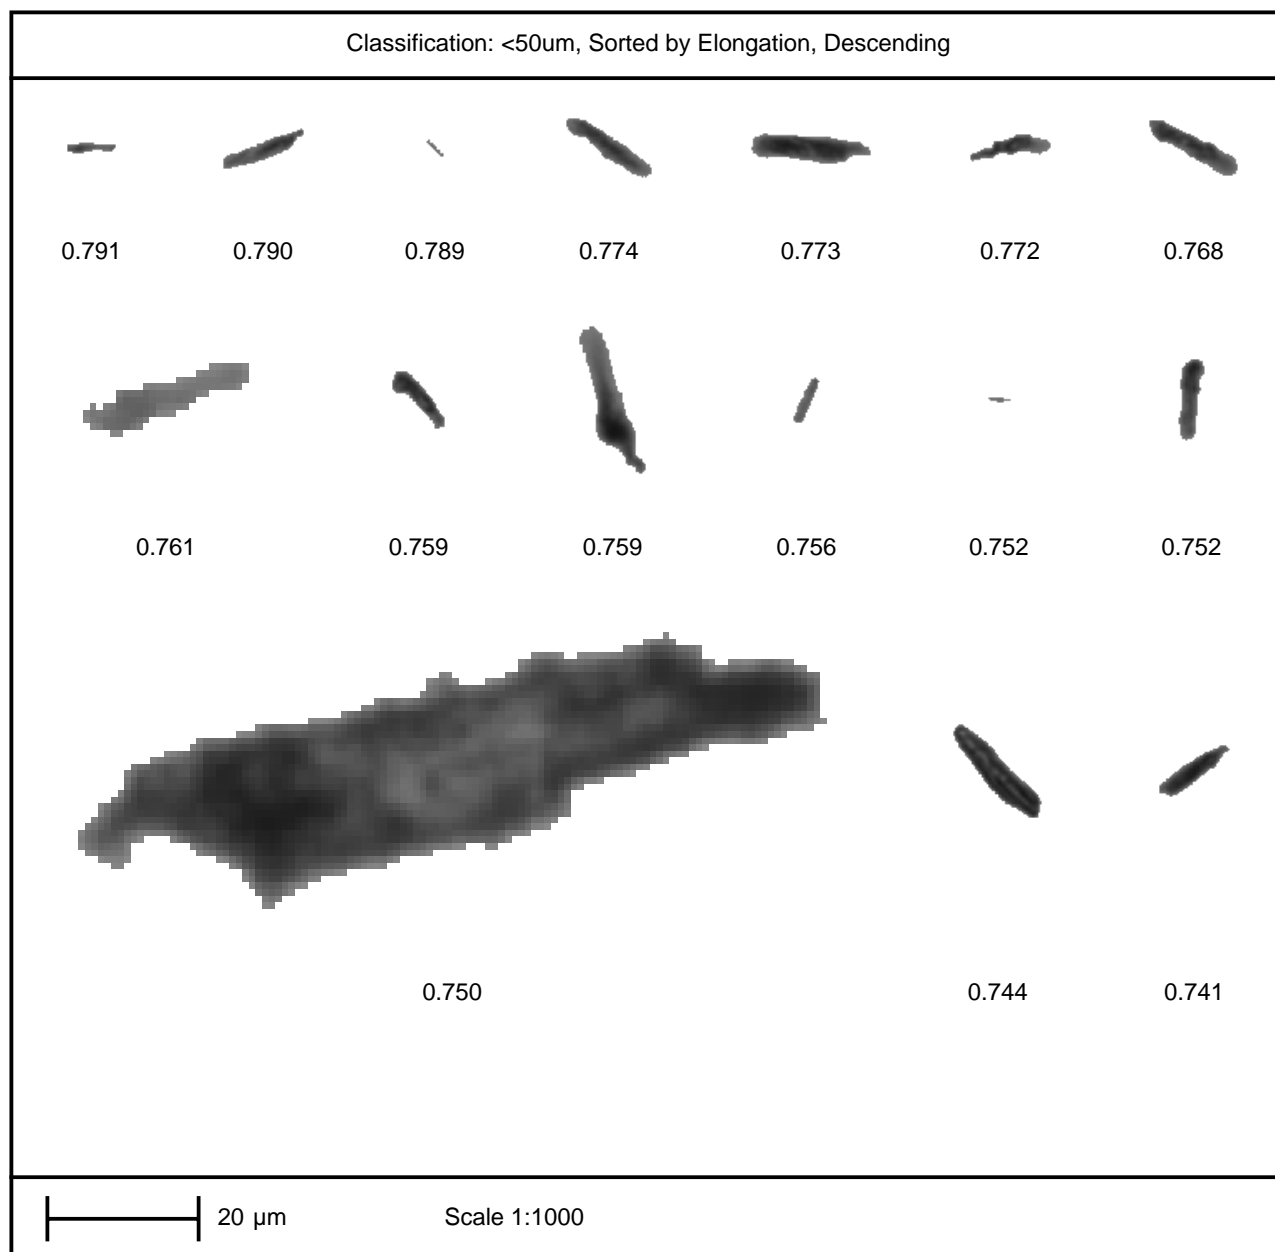 Classification: <50um, Sorted by Elongation, Descending
0.791 0.790 0.789 0.774 0.773 0.772 0.768
0.761 0.759 0.759 0.756 0.752 0.752
0.750 0.744 0.741
20 µm Scale 1:1000